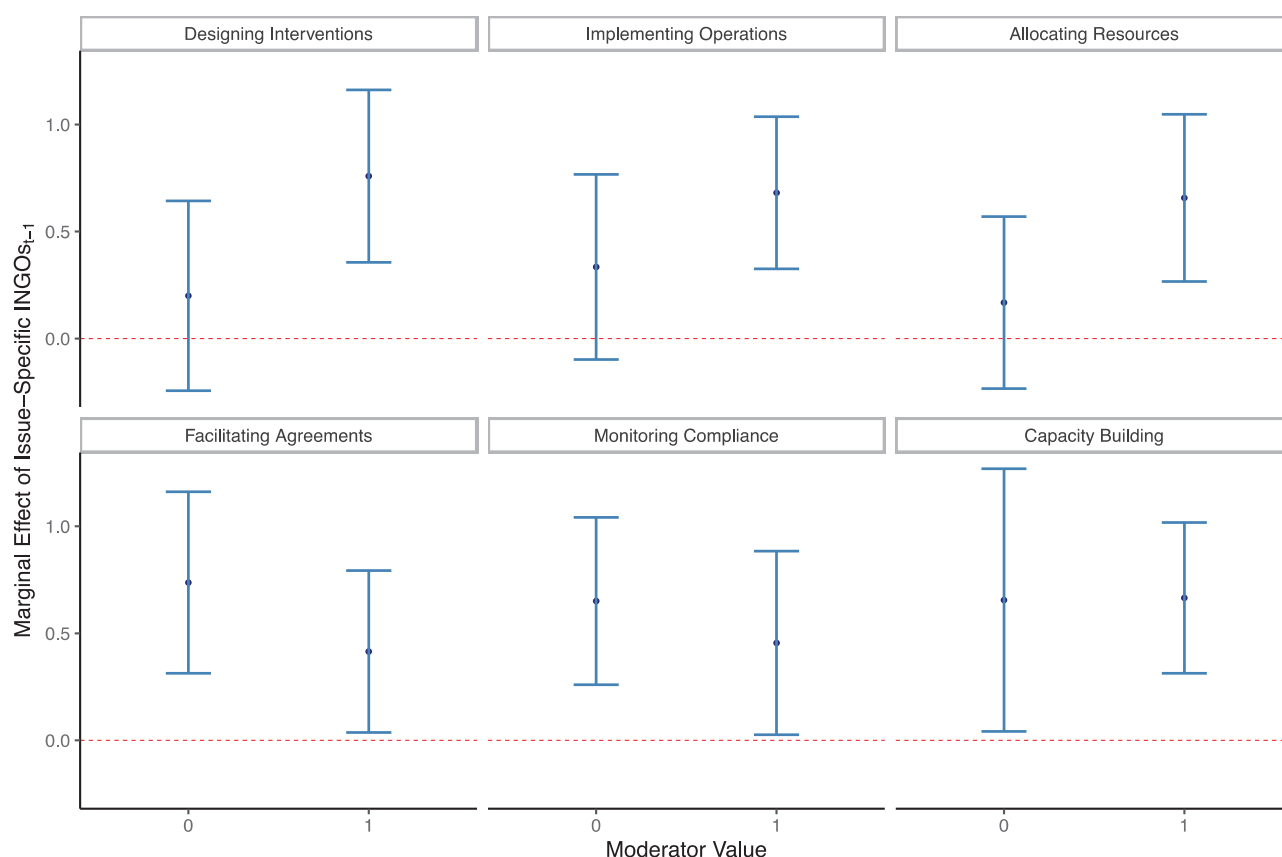 Designing Interventions
Implementing Operations
Allocating Resources
1.0
0.5
0.0
Facilitating Agreements
Monitoring Compliance
Capacity Building
1.0
0.5
0.0
0
1
0
1
0
1
Marginal Effect of Issue−Specific INGOst−1
Moderator Value